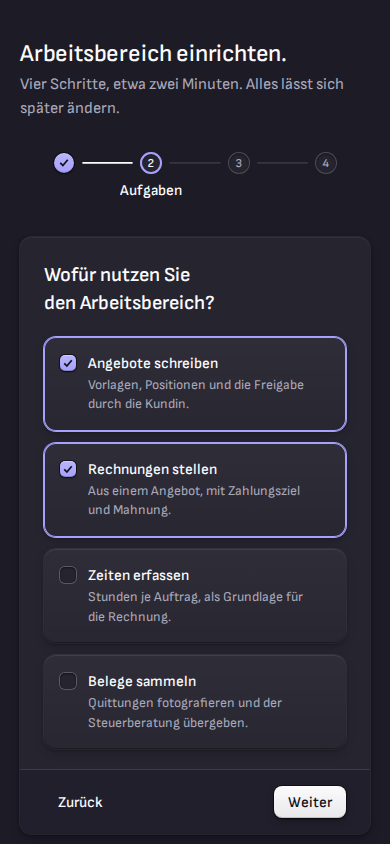 Arbeitsbereich einrichten.
Vier Schritte, etwa zwei Minuten. Alles lässt sich
später ändern.
2
3
4
Aufgaben
Wofür nutzen Sie
den Arbeitsbereich?
Angebote schreiben
Vorlagen, Positionen und die Freigabe
durch die Kundin.
Rechnungen stellen
Aus einem Angebot, mit Zahlungsziel
und Mahnung.
Zeiten erfassen
Stunden je Auftrag, als Grundlage für
die Rechnung.
Belege sammeln
Quittungen fotografieren und der
Steuerberatung übergeben.
Zurück
Weiter